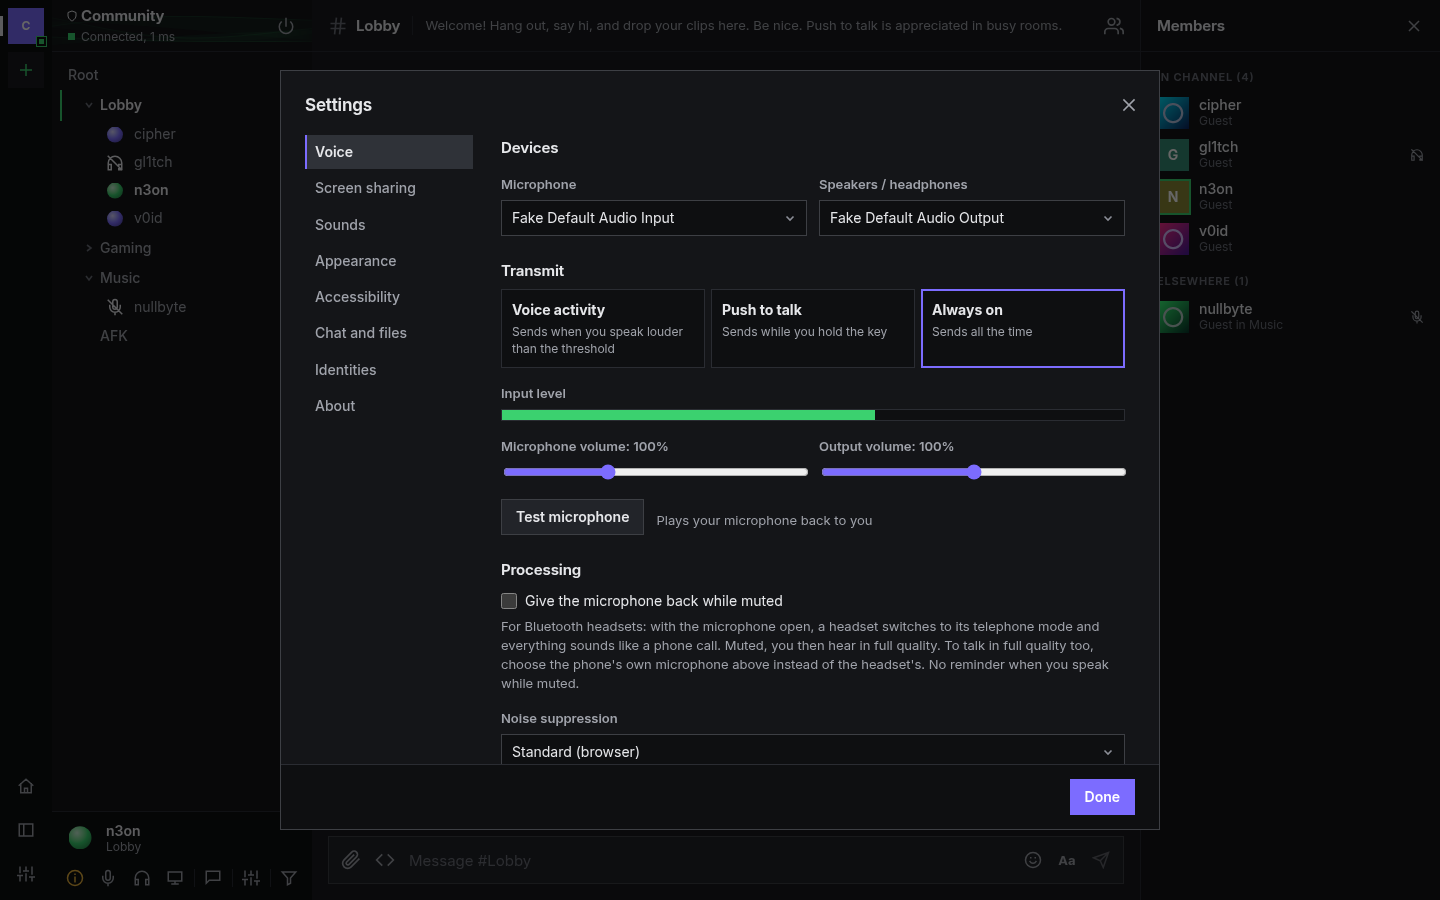 C
Community
Connected, 1 ms
Root
Lobby
cipher
gl1tch
n3on
v0id
Gaming
Music
nullbyte
AFK
n3on
Lobby
Lobby
Welcome! Hang out, say hi, and drop your clips here. Be nice. Push to talk is appreciated in busy rooms.
Settings
Voice
Screen sharing
Sounds
Appearance
Accessibility
Chat and files
Identities
About
Devices
Microphone
Speakers / headphones
Fake Default Audio Input
Fake Default Audio Output
Transmit
Voice activity
Sends when you speak louder
than the threshold
Push to talk
Sends while you hold the key
Always on
Sends all the time
Input level
Microphone volume: 100%
Output volume: 100%
Test microphone
Plays your microphone back to you
Processing
Give the microphone back while muted
For Bluetooth headsets: with the microphone open, a headset switches to its telephone mode and
everything sounds like a phone call. Muted, you then hear in full quality. To talk in full quality too,
choose the phone's own microphone above instead of the headset's. No reminder when you speak
while muted.
Noise suppression
Standard (browser)
Done
Message #Lobby
Aa
Members
N CHANNEL (4)
cipher
Guest
G
gl1tch
Guest
N
n3on
Guest
v0id
Guest
ELSEWHERE (1)
nullbyte
Guest in Music